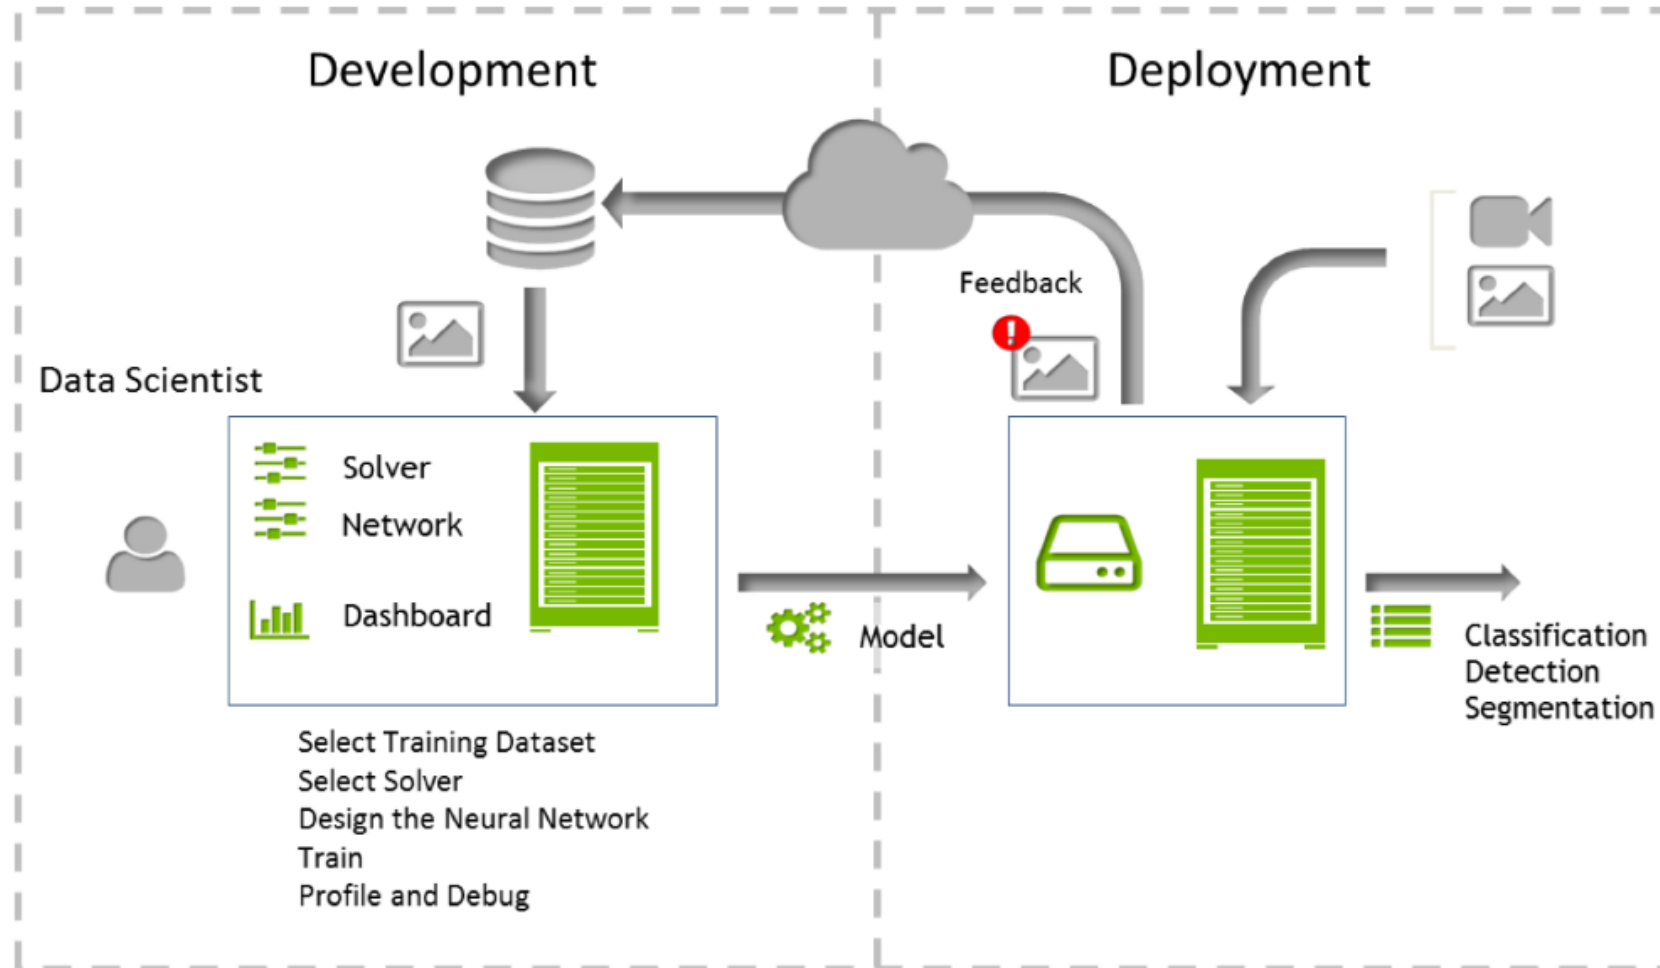 Development
Deployment
Feedback
Data Scientist
Solver
Network
Dashboard
Model
Classification
Detection
Segmentation
Select Training Dataset
Select Solver
Design the Neural Network
Train
Profile and Debug